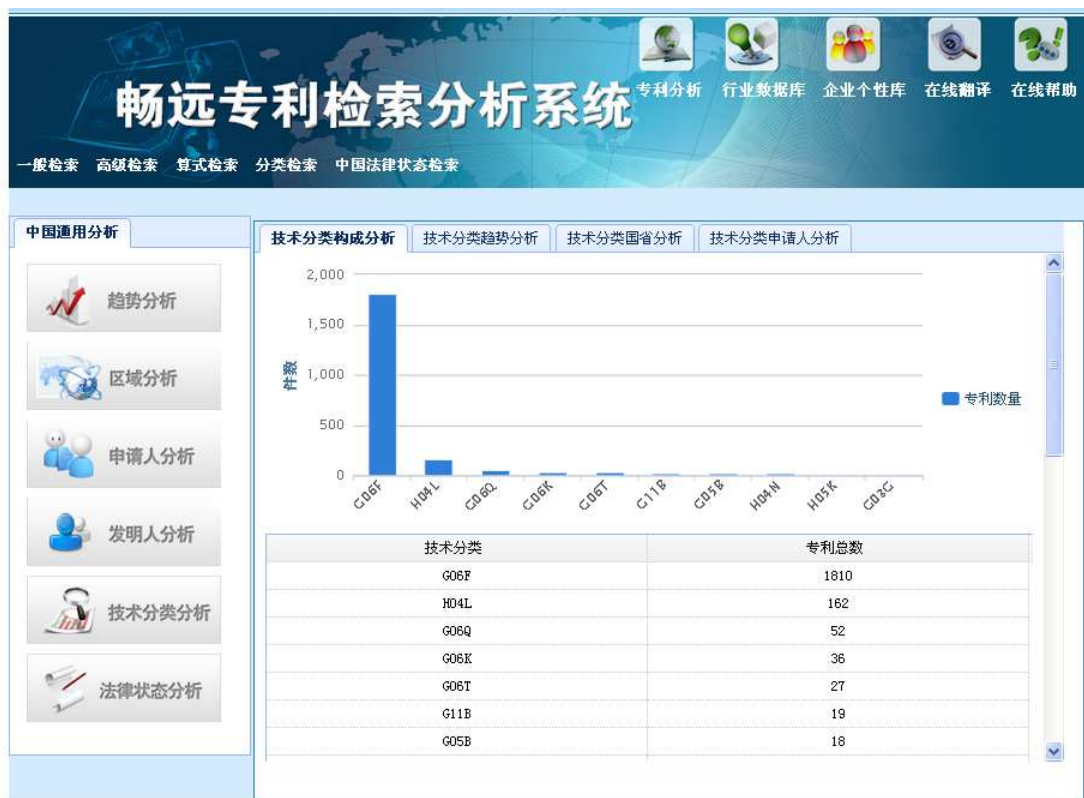 专利分析 行业数据库 企业个性库 在线翻译 在线帮助
畅远专利检索分析系统
一般检索 高级检索 算式检索 分类检索 中国法律状态检索
中国通用分析
趋势分析
区域分析
申请人分析
发明人分析
技术分类分析
法律状态分析
技术分类构成分析 技术分类趋势分析 技术分类国省分析 技术分类申请人分析
2,000
1,500
1,000
500
0
件数
G06F H04L G06Q G06K G06T G11B G05B H04N H05K G03G
专利数量
技术分类 专利总数
G06F 1810
H04L 162
G06Q 52
G06K 36
G06T 27
G11B 19
G05B 18